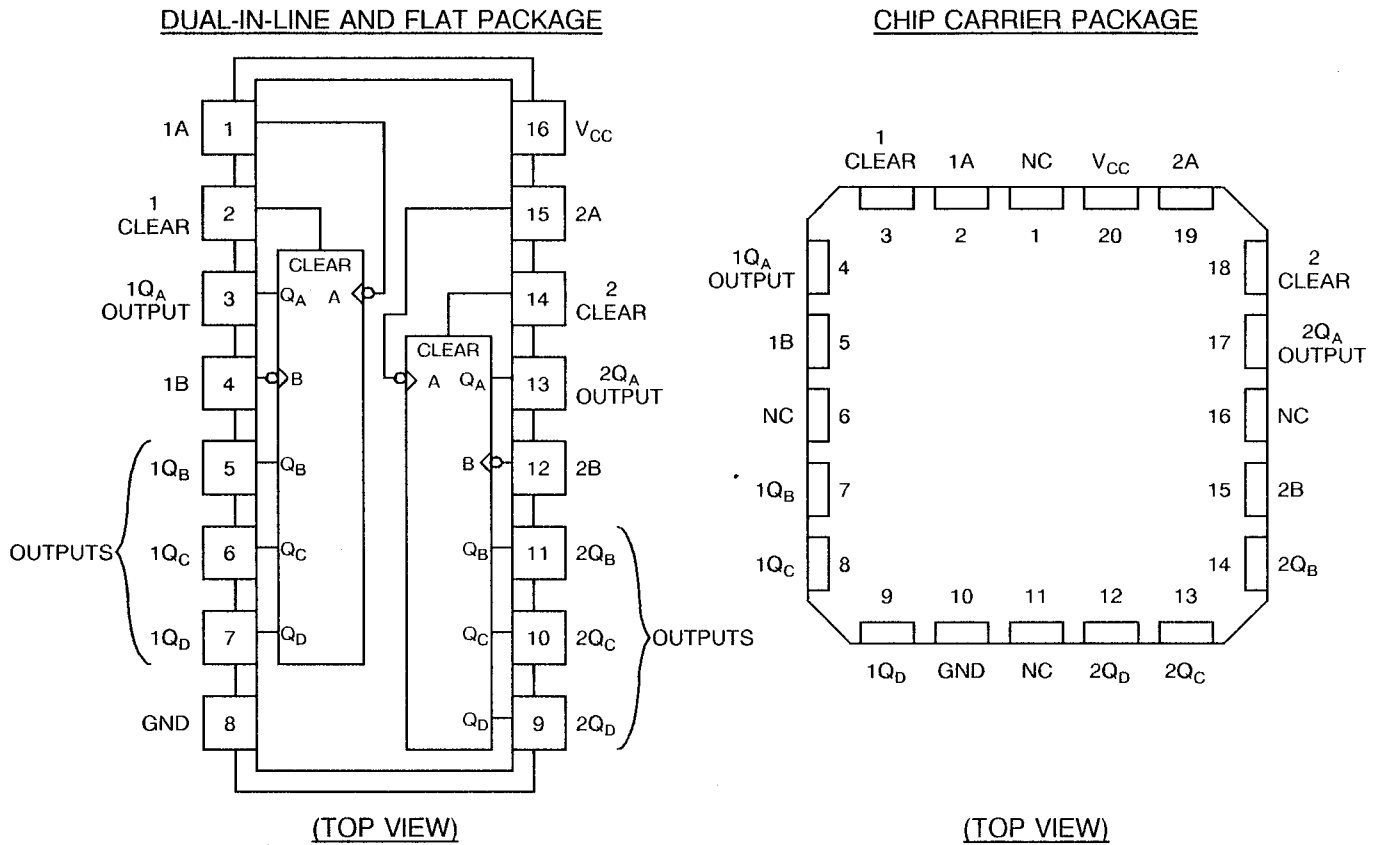 DUAL-IN-LINE AND FLAT PACKAGE
1A 1
1
CLEAR 2
1QA
OUTPUT 3
1B 4
1QB 5
OUTPUTS 1QC 6
1QD 7
GND 8
CLEAR
QA A
B
QB
QC
QD
CLEAR
A QA
B
QB
QC
QD
16 VCC
15 2A
14 2
CLEAR
13 2QA
OUTPUT
12 2B
11 2QB
10 2QC OUTPUTS
9 2QD
(TOP VIEW)
CHIP CARRIER PACKAGE
1
CLEAR 1A NC VCC 2A
3 2 1 20 19
1QA
OUTPUT 4
1B 5
NC 6
1QB 7
1QC 8
18 2
CLEAR
17 2QA
OUTPUT
16 NC
15 2B
14 2QB
9 10 11 12 13
1QD GND NC 2QD 2QC
(TOP VIEW)